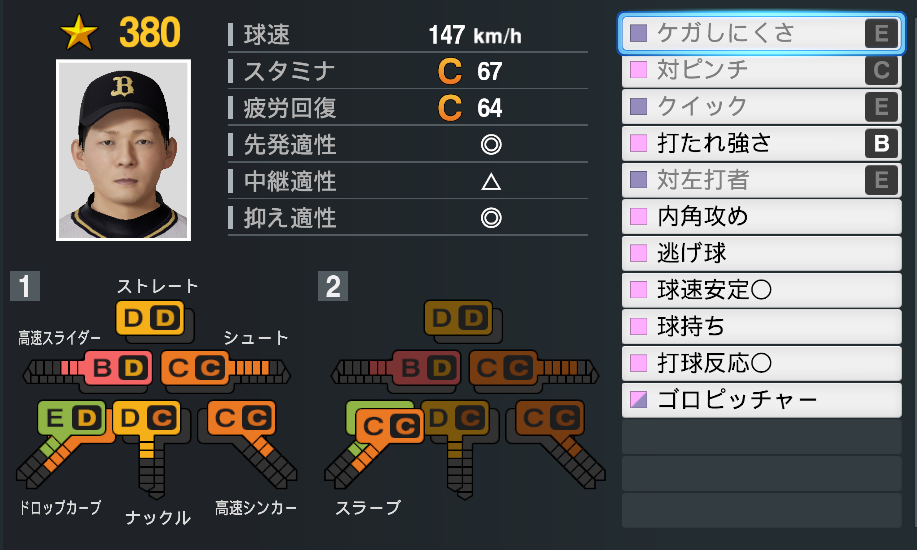 ★ 380
B
球速 147 km/h
スタミナ C 67
疲労回復 C 64
先発適性 ◎
中継適性 △
抑え適性 ◎
ケガしにくさ E
対ピンチ C
クイック E
打たれ強さ B
対左打者 E
内角攻め
逃げ球
球速安定〇
球持ち
打球反応〇
ゴロピッチャー
1
ストレート
D D
高速スライダー
シュート
B D
C C
E D
D C
C C
ドロップカーブ
ナックル
高速シンカー
2
D D
B D
C C
C C
D C
C C
スラーブ